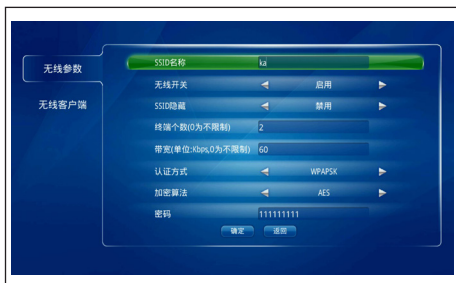 无线参数
无线客户端
SSID名称 ka
无线开关 启用
SSID隐藏 禁用
终端个数(0为不限制) 2
带宽(单位:Kbps,0为不限制) 60
认证方式 WPAPSK
加密算法 AES
密码 111111111
确定 返回